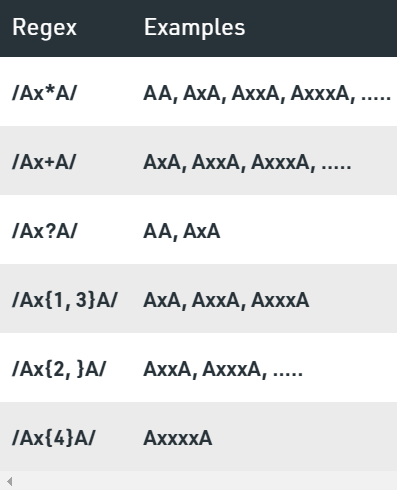 Regex Examples
/Ax*A/ AA, AxA, AxxA, AxxxA, .....
/Ax+A/ AxA, AxxA, AxxxA, .....
/Ax?A/ AA, AxA
/Ax{1, 3}A/ AxA, AxxA, AxxxA
/Ax{2, }A/ AxxA, AxxxA, .....
/Ax{4}A/ AxxxxA